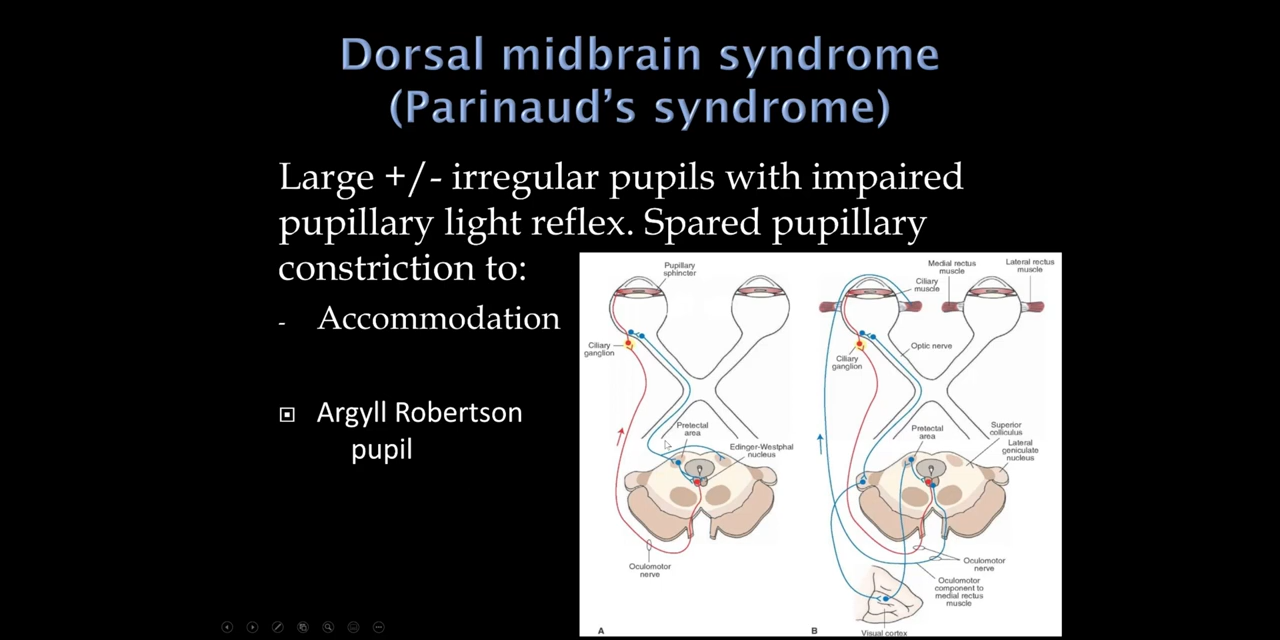 Dorsal midbrain syndrome
(Parinaud's syndrome)
Large +/- irregular pupils with impaired
pupillary light reflex. Spared pupillary
constriction to:
- Accommodation
Argyll Robertson
pupil
Pupillary
sphincter
Ciliary
ganglion
Pretectal
area
Edinger-Westphal
nucleus
Oculomotor
nerve
A
Medial rectus
muscle
Lateral rectus
muscle
Ciliary
muscle
Optic nerve
Ciliary
ganglion
Pretectal
area
Superior
colliculus
Lateral
geniculate
nucleus
Oculomotor
nerve
Oculomotor
component to
medial rectus
muscle
Visual cortex
B